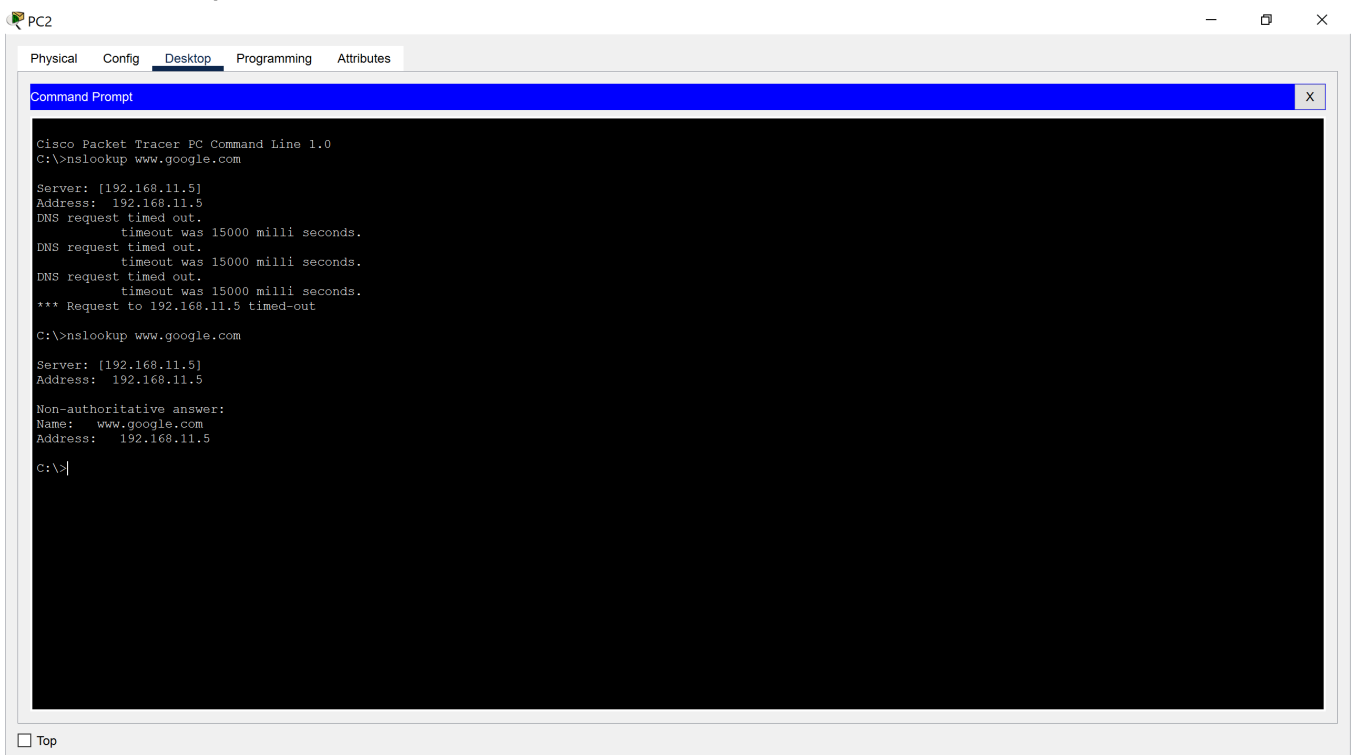 PC2
Physical Config Desktop Programming Attributes
Command Prompt
X
Cisco Packet Tracer PC Command Line 1.0
C:\>nslookup www.google.com
Server: [192.168.11.5]
Address:  192.168.11.5
DNS request timed out.
timeout was 15000 milli seconds.
DNS request timed out.
timeout was 15000 milli seconds.
DNS request timed out.
timeout was 15000 milli seconds.
*** Request to 192.168.11.5 timed-out
C:\>nslookup www.google.com
Server: [192.168.11.5]
Address:  192.168.11.5
Non-authoritative answer:
Name:   www.google.com
Address:   192.168.11.5
C:\>
Top